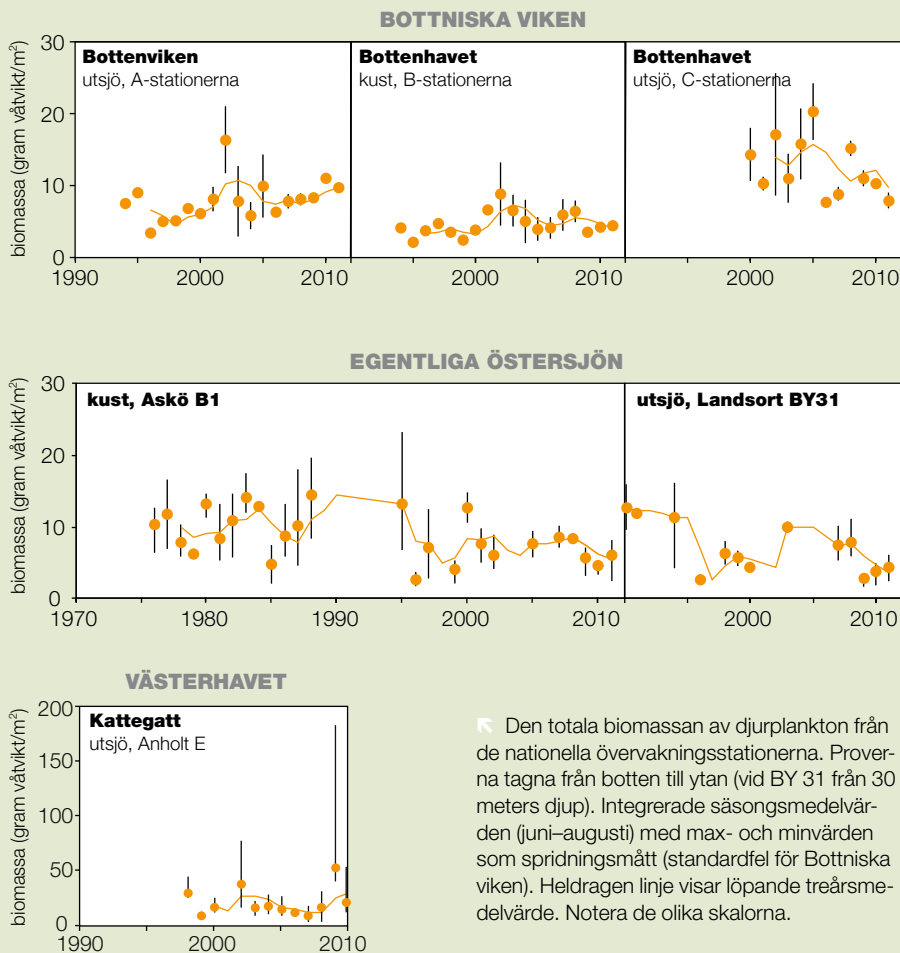 BOTTNISKA VIKEN
biomassa (gram våtvikt/m²)
30
20
10
0
Bottenviken
utsjö, A-stationerna
Bottenhavet
kust, B-stationerna
Bottenhavet
utsjö, C-stationerna
1990
2000
2010
2000
2010
2000
2010
EGENTLIGA ÖSTERSJÖN
biomassa (gram våtvikt/m²)
30
20
10
0
kust, Askö B1
utsjö, Landsort BY31
1970
1980
1990
2000
2010
2000
2010
VÄSTERHAVET
biomassa (gram våtvikt/m²)
200
150
100
50
0
Kattegatt
utsjö, Anholt E
1990
2000
2010
Den totala biomassan av djurplankton från
de nationella övervakningsstationerna. Prover-
na tagna från botten till ytan (vid BY 31 från 30
meters djup). Integrerade säsongsmedelvär-
den (juni–augusti) med max- och minvärden
som spridningsmått (standardfel för Bottniska
viken). Heldragen linje visar löpande treårsme-
delvärde. Notera de olika skalorna.